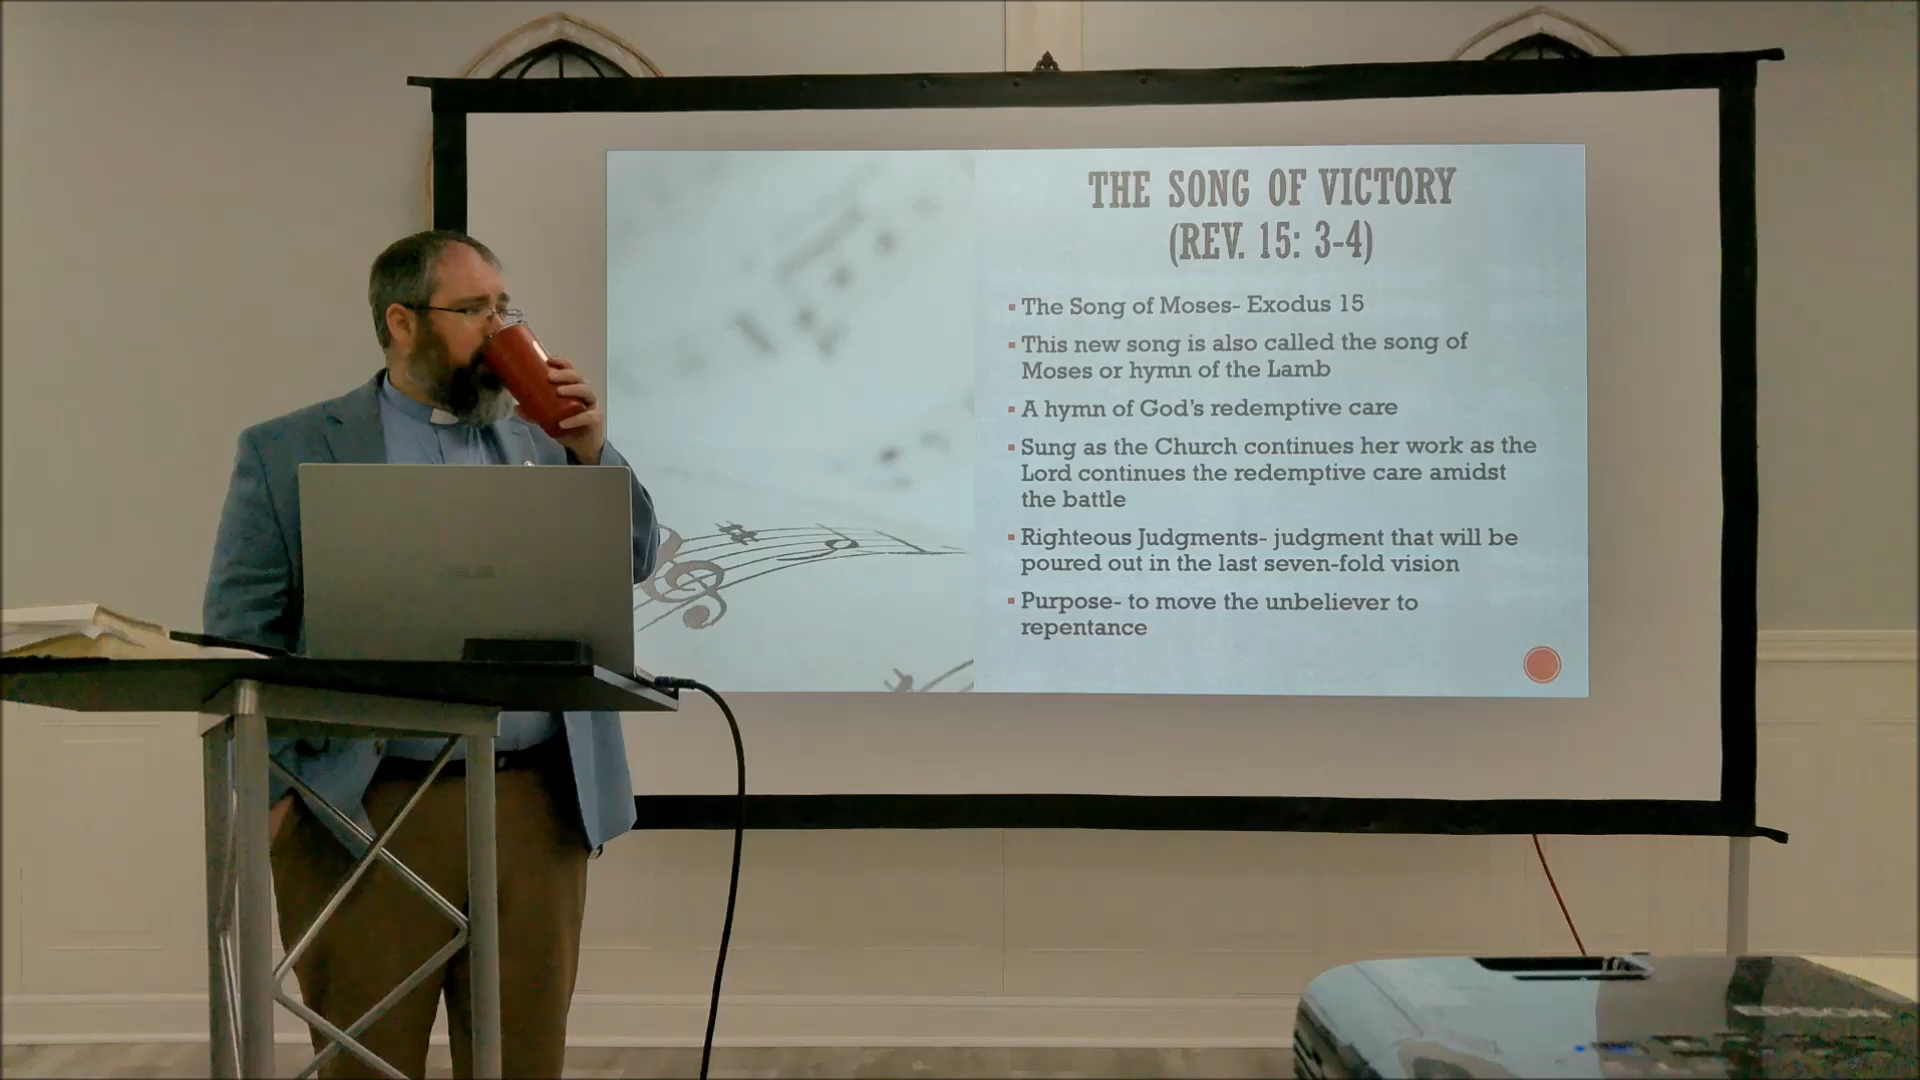 THE SONG OF VICTORY
(REV. 15: 3-4)
▪ The Song of Moses- Exodus 15
▪ This new song is also called the song of
Moses or hymn of the Lamb
▪ A hymn of God's redemptive care
▪ Sung as the Church continues her work as the
Lord continues the redemptive care amidst
the battle
▪ Righteous Judgments- judgment that will be
poured out in the last seven-fold vision
▪ Purpose- to move the unbeliever to
repentance